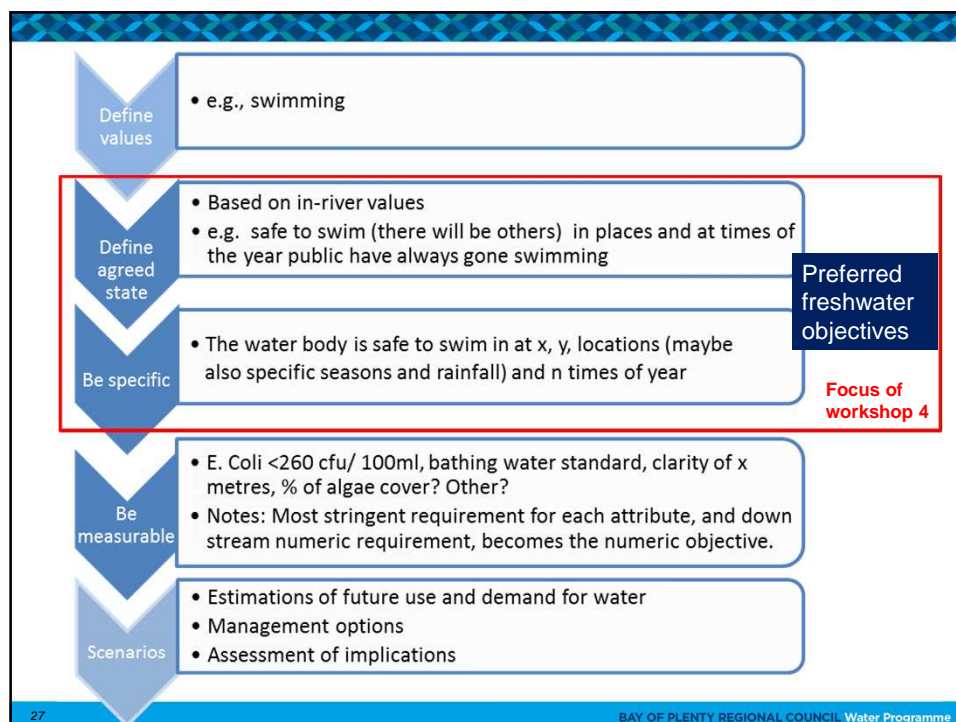 Define
values
• e.g., swimming
Define
agreed
state
• Based on in-river values
• e.g. safe to swim (there will be others) in places and at times of
the year public have always gone swimming
Preferred
freshwater
objectives
Be specific
• The water body is safe to swim in at x, y, locations (maybe
also specific seasons and rainfall) and n times of year
Focus of
workshop 4
Be
measurable
• E. Coli <260 cfu/ 100ml, bathing water standard, clarity of x
metres, % of algae cover? Other?
• Notes: Most stringent requirement for each attribute, and down
stream numeric requirement, becomes the numeric objective.
Scenarios
• Estimations of future use and demand for water
• Management options
• Assessment of implications
27
BAY OF PLENTY REGIONAL COUNCIL Water Programme